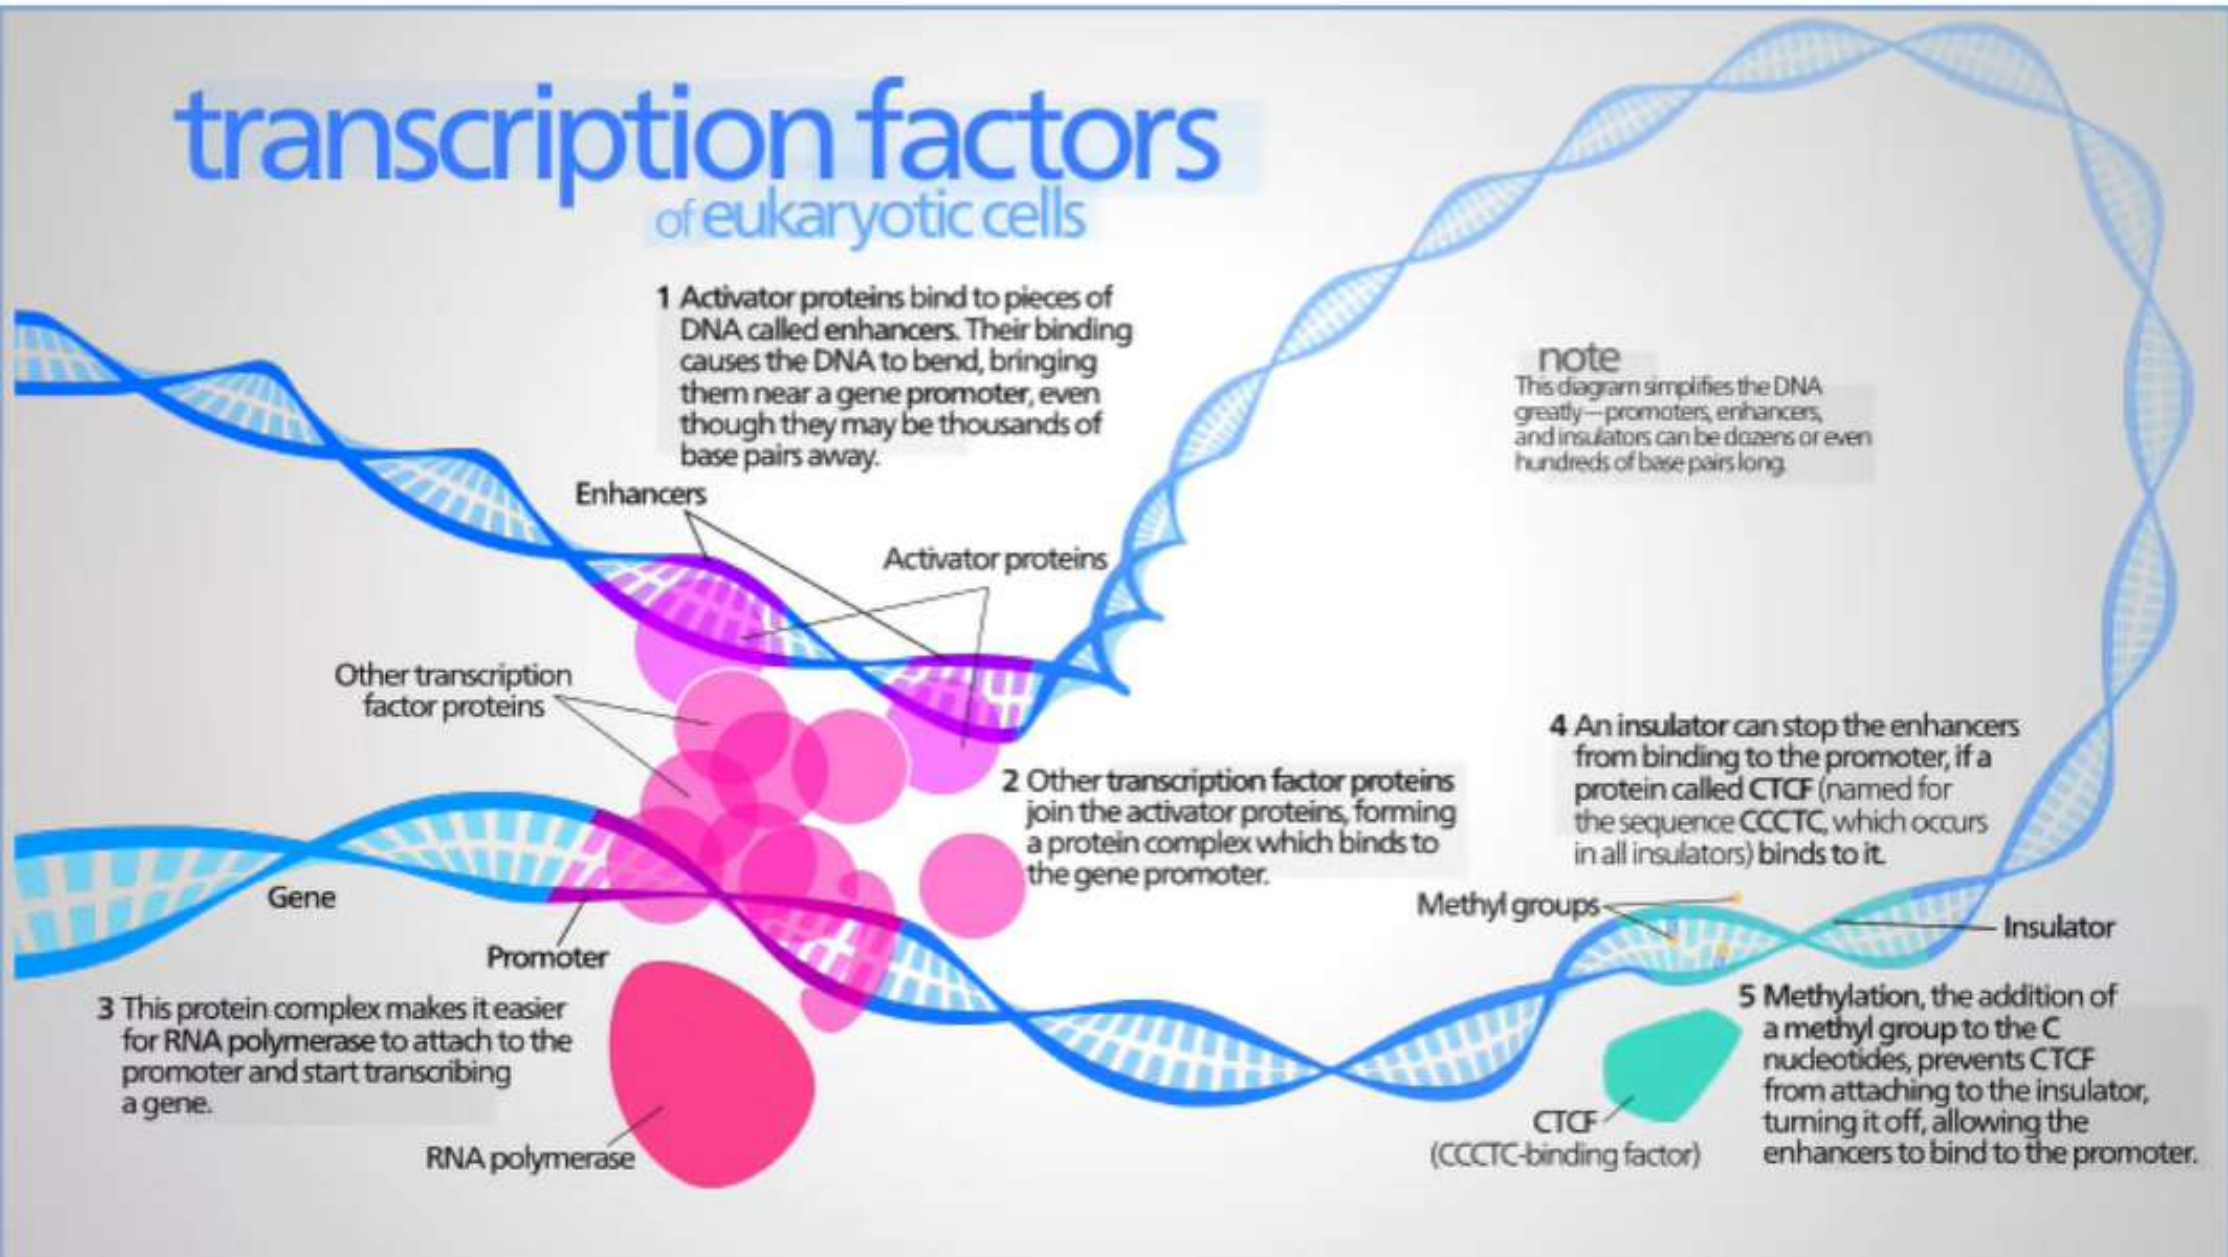 transcription factors
of eukaryotic cells
1 Activator proteins bind to pieces of
DNA called enhancers. Their binding
causes the DNA to bend, bringing
them near a gene promoter, even
though they may be thousands of
base pairs away.
note
This diagram simplifies the DNA
greatly—promoters, enhancers,
and insulators can be dozens or even
hundreds of base pairs long.
Enhancers
Activator proteins
Other transcription
factor proteins
2 Other transcription factor proteins
join the activator proteins, forming
a protein complex which binds to
the gene promoter.
4 An insulator can stop the enhancers
from binding to the promoter, if a
protein called CTCF (named for
the sequence CCCTC, which occurs
in all insulators) binds to it.
Gene
Promoter
Methyl groups
Insulator
3 This protein complex makes it easier
for RNA polymerase to attach to the
promoter and start transcribing
a gene.
RNA polymerase
5 Methylation, the addition of
a methyl group to the C
nucleotides, prevents CTCF
from attaching to the insulator,
turning it off, allowing the
enhancers to bind to the promoter.
CTCF
(CCCTC-binding factor)